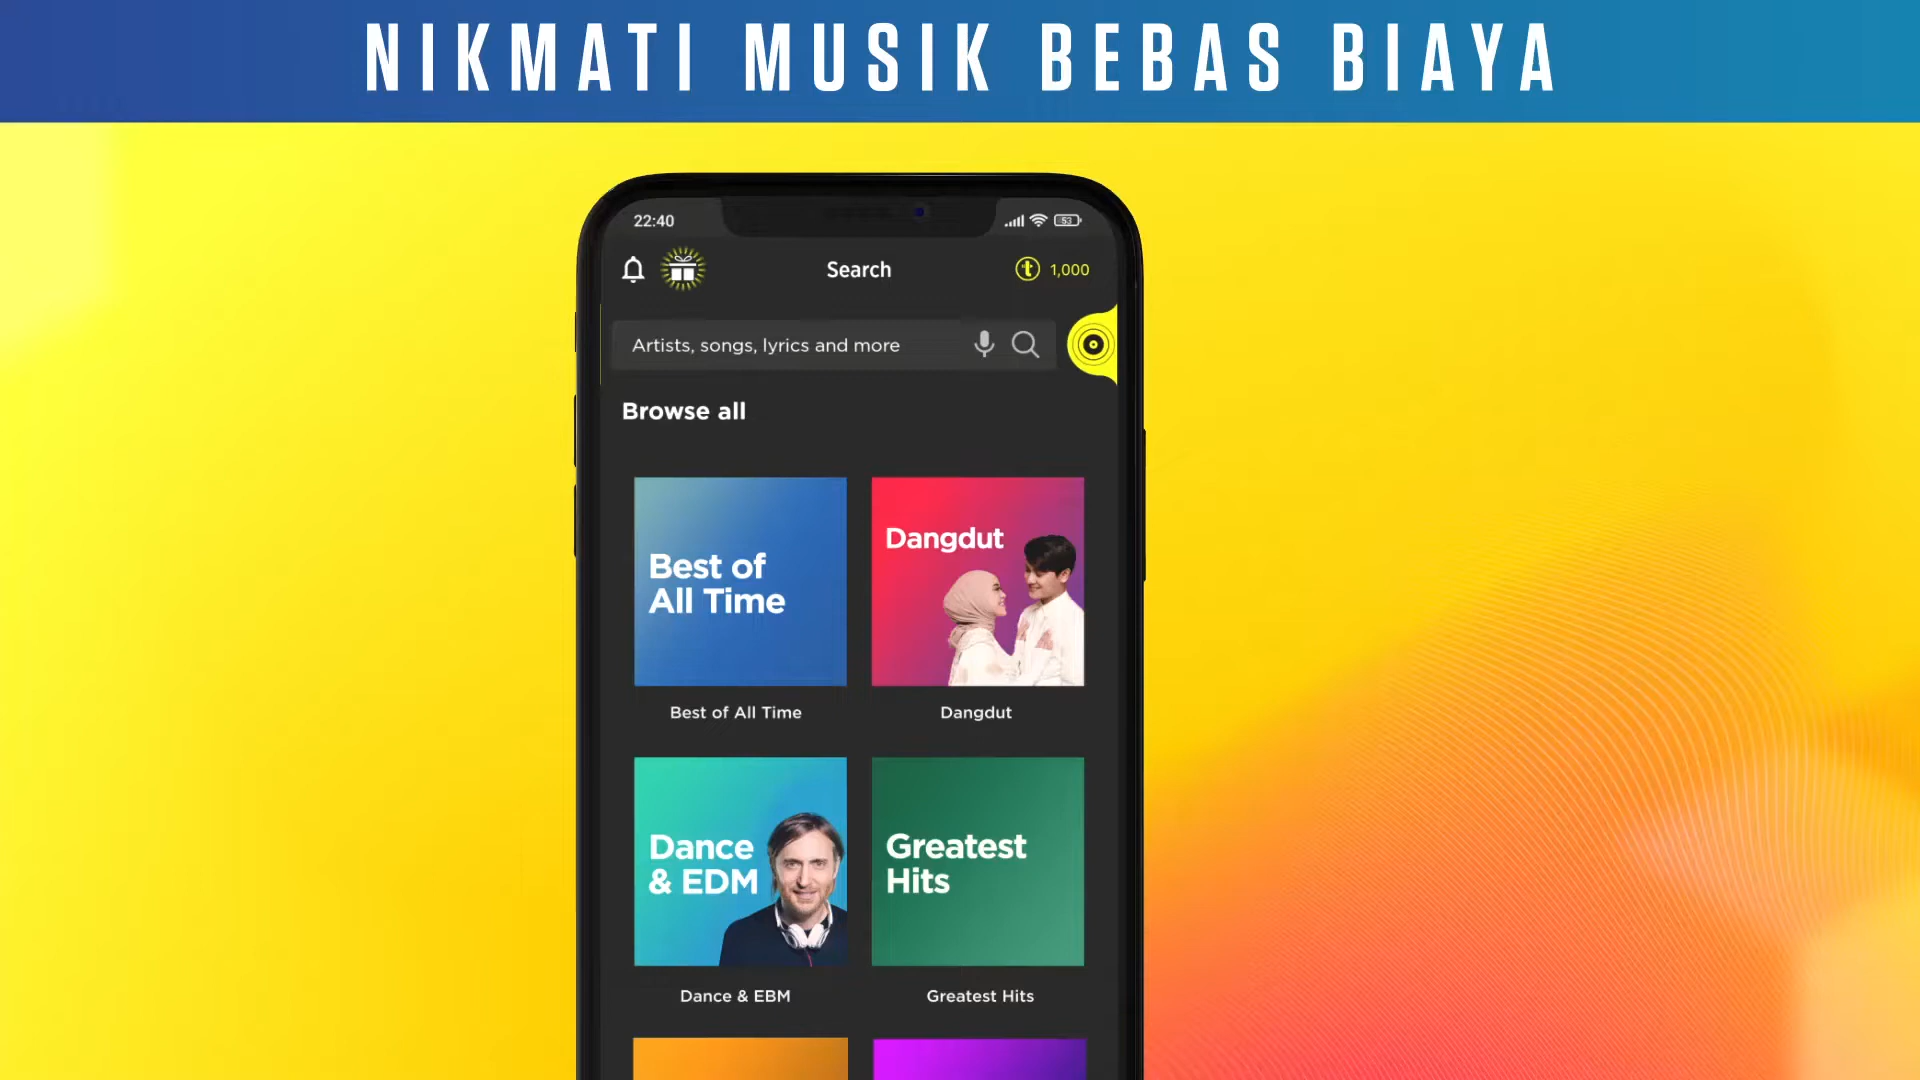 NIKMATI MUSIK BEBAS BIAYA
22:40
53
Search
t 1,000
Artists, songs, lyrics and more
Browse all
Best of
All Time
Dangdut
Best of All Time
Dangdut
Dance
& EDM
Greatest
Hits
Dance & EBM
Greatest Hits